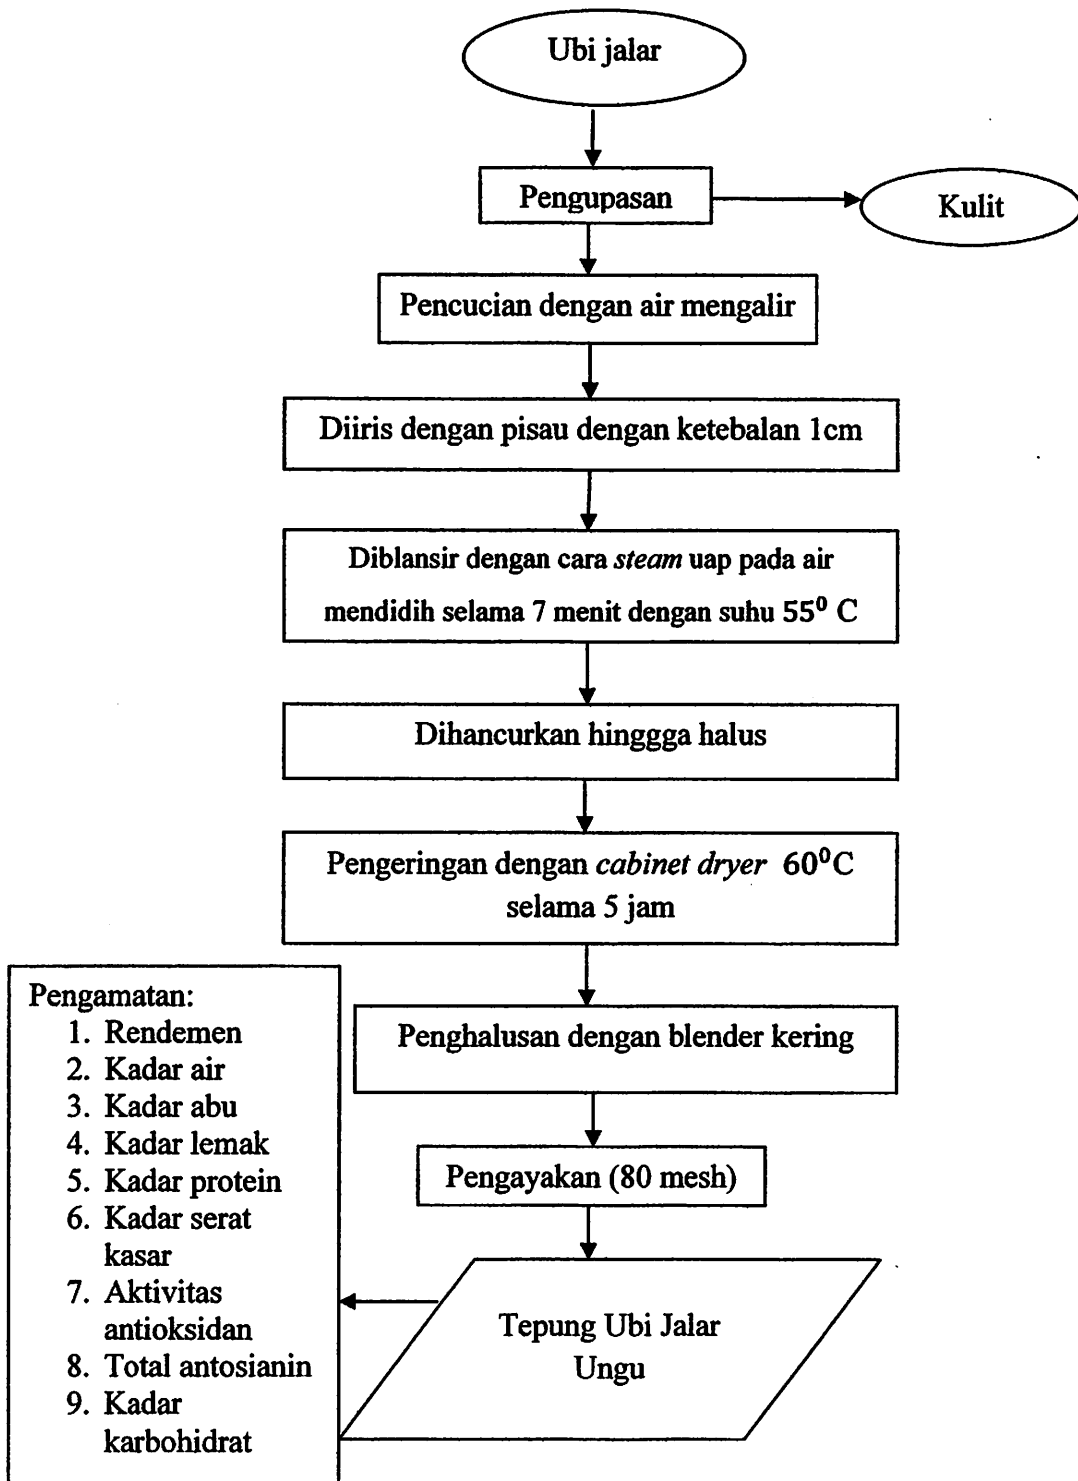 Ubi jalar
Pengupasan
Kulit
Pencucian dengan air mengalir
Diiris dengan pisau dengan ketebalan 1cm
Diblansir dengan cara steam uap pada air
mendidih selama 7 menit dengan suhu 55⁰ C
Dihancurkan hinggga halus
Pengeringan dengan cabinet dryer 60⁰C
selama 5 jam
Penghalusan dengan blender kering
Pengayakan (80 mesh)
Tepung Ubi Jalar
Ungu
Pengamatan:
1. Rendemen
2. Kadar air
3. Kadar abu
4. Kadar lemak
5. Kadar protein
6. Kadar serat
kasar
7. Aktivitas
antioksidan
8. Total antosianin
9. Kadar
karbohidrat